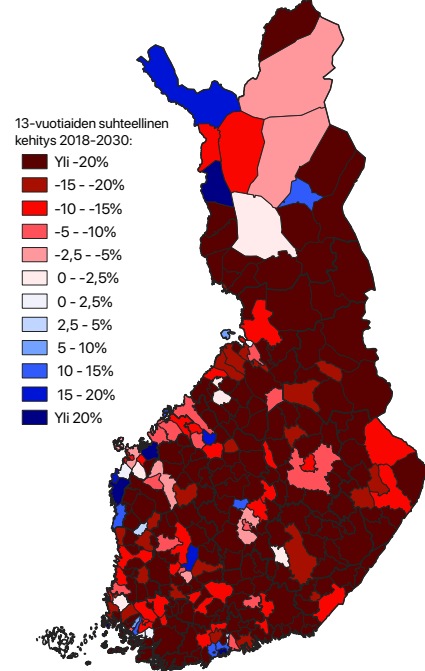 13-vuotiaiden suhteellinen
kehitys 2018-2030:
Yli -20%
-15 - -20%
-10 - -15%
-5 - -10%
-2,5 - -5%
0 - -2,5%
0 - 2,5%
2,5 - 5%
5 - 10%
10 - 15%
15 - 20%
Yli 20%